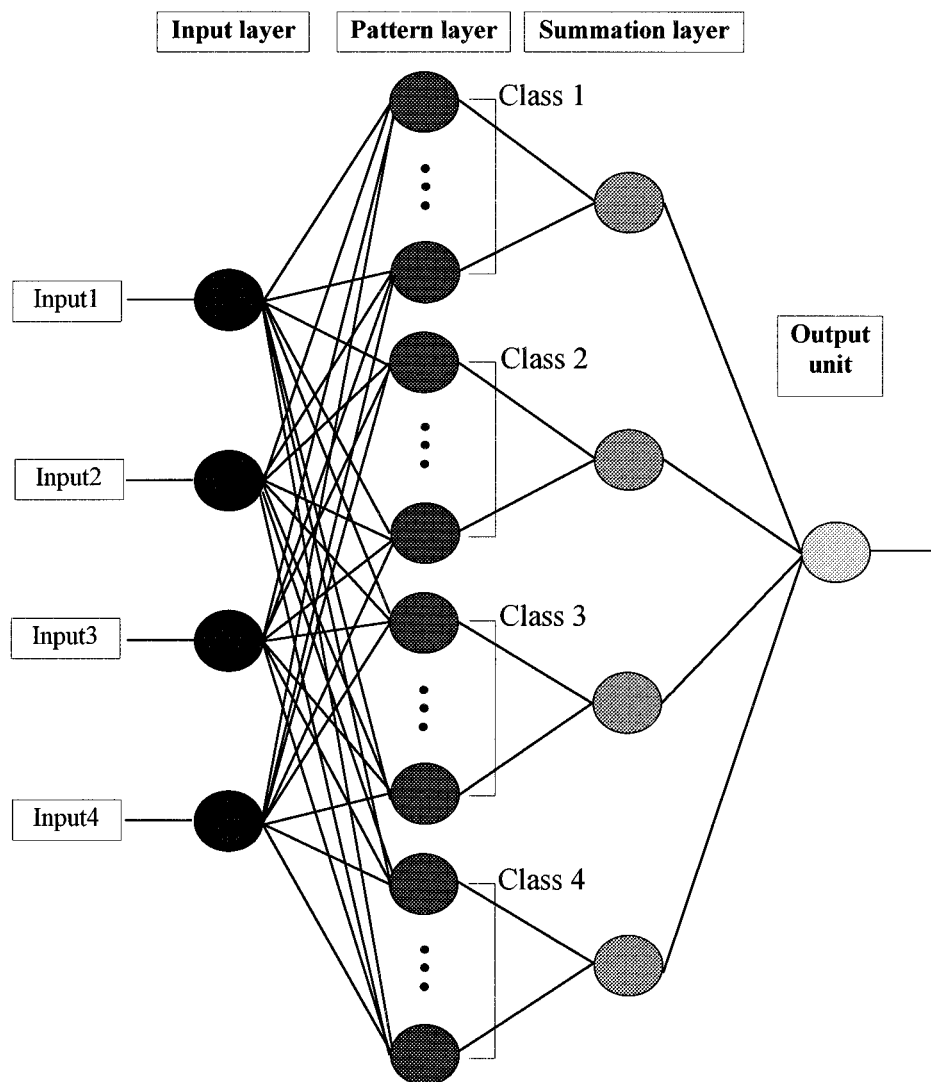 Input layer
Pattern layer
Summation layer
Class 1
Input1
Output
unit
Class 2
Input2
Class 3
Input3
Input4
Class 4